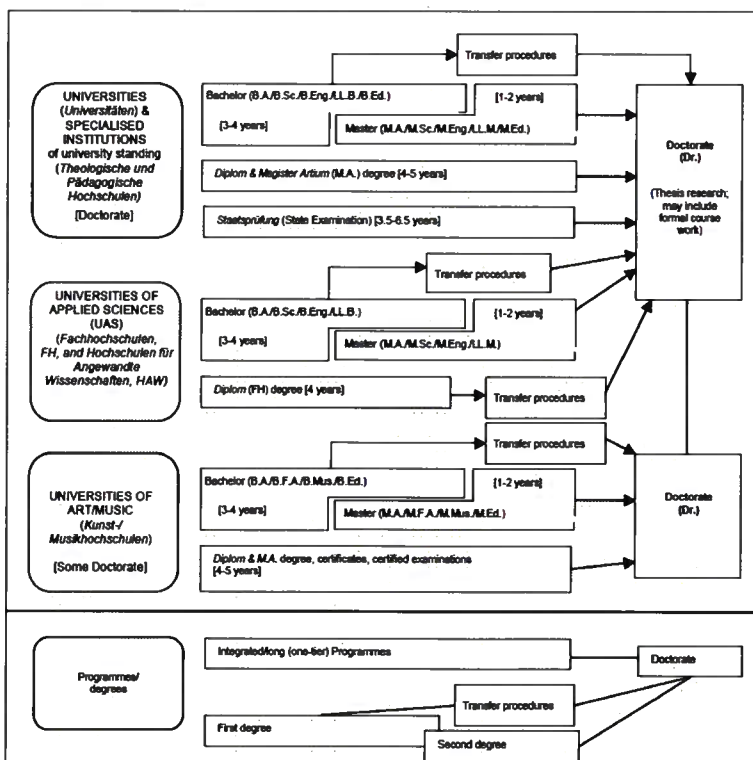 Transfer procedures
UNIVERSITIES
(Universitäten) &
SPECIALISED
INSTITUTIONS
of university standing
(Theologische und
Pädagogische
Hochschulen)
[Doctorate]
Bachelor (B.A./B.Sc./B.Eng./LL.B./B.Ed.)
[3-4 years]
[1-2 years]
Master (M.A./M.Sc./M.Eng./LL.M./M.Ed.)
Diplom & Magister Artium (M.A.) degree [4-5 years]
Staatsprüfung (State Examination) [3.5-6.5 years]
Doctorate
(Dr.)
(Thesis research;
may include
formal course
work)
Transfer procedures
UNIVERSITIES OF
APPLIED SCIENCES
(UAS)
(Fachhochschulen,
FH, and Hochschulen für
Angewandte
Wissenschaften, HAW)
Bachelor (B.A./B.Sc./B.Eng./LL.B.)
[3-4 years]
[1-2 years]
Master (M.A./M.Sc./M.Eng./LL.M.)
Diplom (FH) degree [4 years]
Transfer procedures
Transfer procedures
UNIVERSITIES OF
ART/MUSIC
(Kunst-/
Musikhochschulen)
[Some Doctorate]
Bachelor (B.A./B.F.A./B.Mus./B.Ed.)
[3-4 years]
[1-2 years]
Master (M.A./M.F.A./M.Mus./M.Ed.)
Diplom & M.A. degree, certificates, certified examinations
[4-5 years]
Doctorate
(Dr.)
Programmes/
degrees
Integrated/long (one-tier) Programmes
Doctorate
Transfer procedures
First degree
Second degree